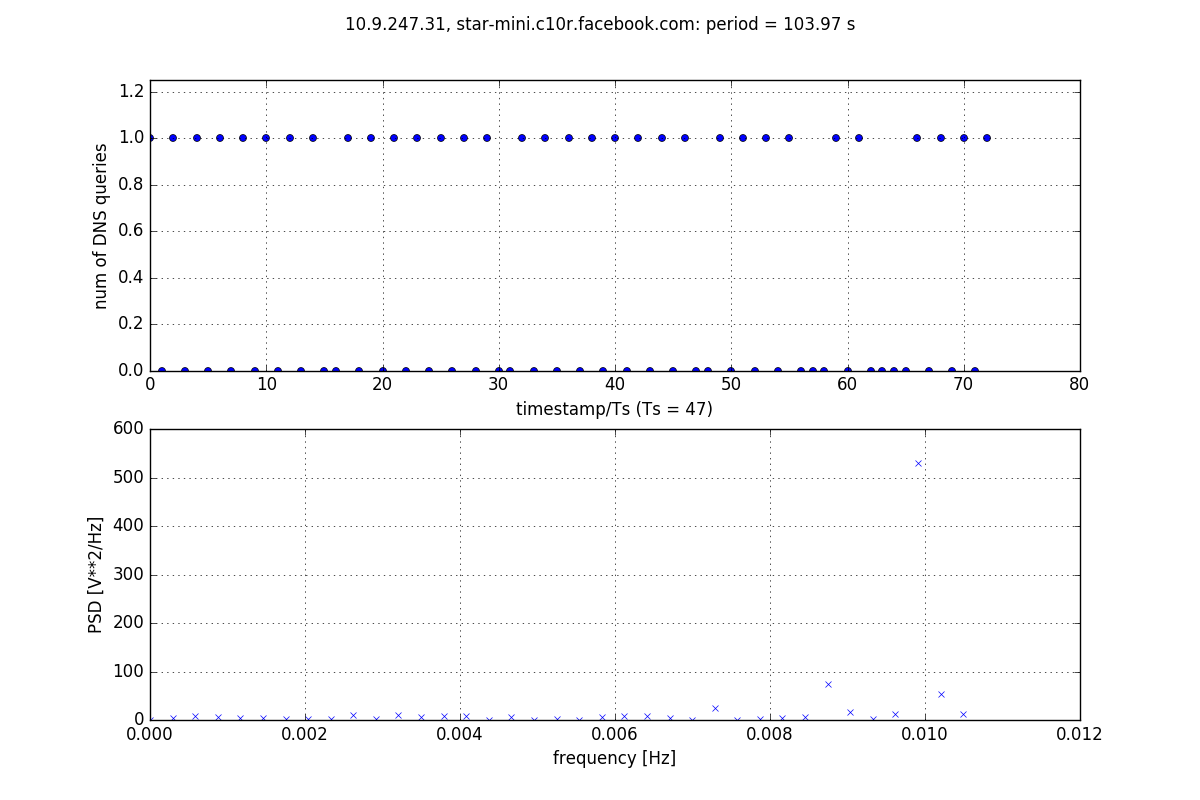 10.9.247.31, star-mini.c10r.facebook.com: period = 103.97 s
1.2
1.0
0.8
0.6
0.4
0.2
0.0
num of DNS queries
0 10 20 30 40 50 60 70 80
timestamp/Ts (Ts = 47)
600
500
400
300
200
100
0
PSD [V**2/Hz]
0.000 0.002 0.004 0.006 0.008 0.010 0.012
frequency [Hz]